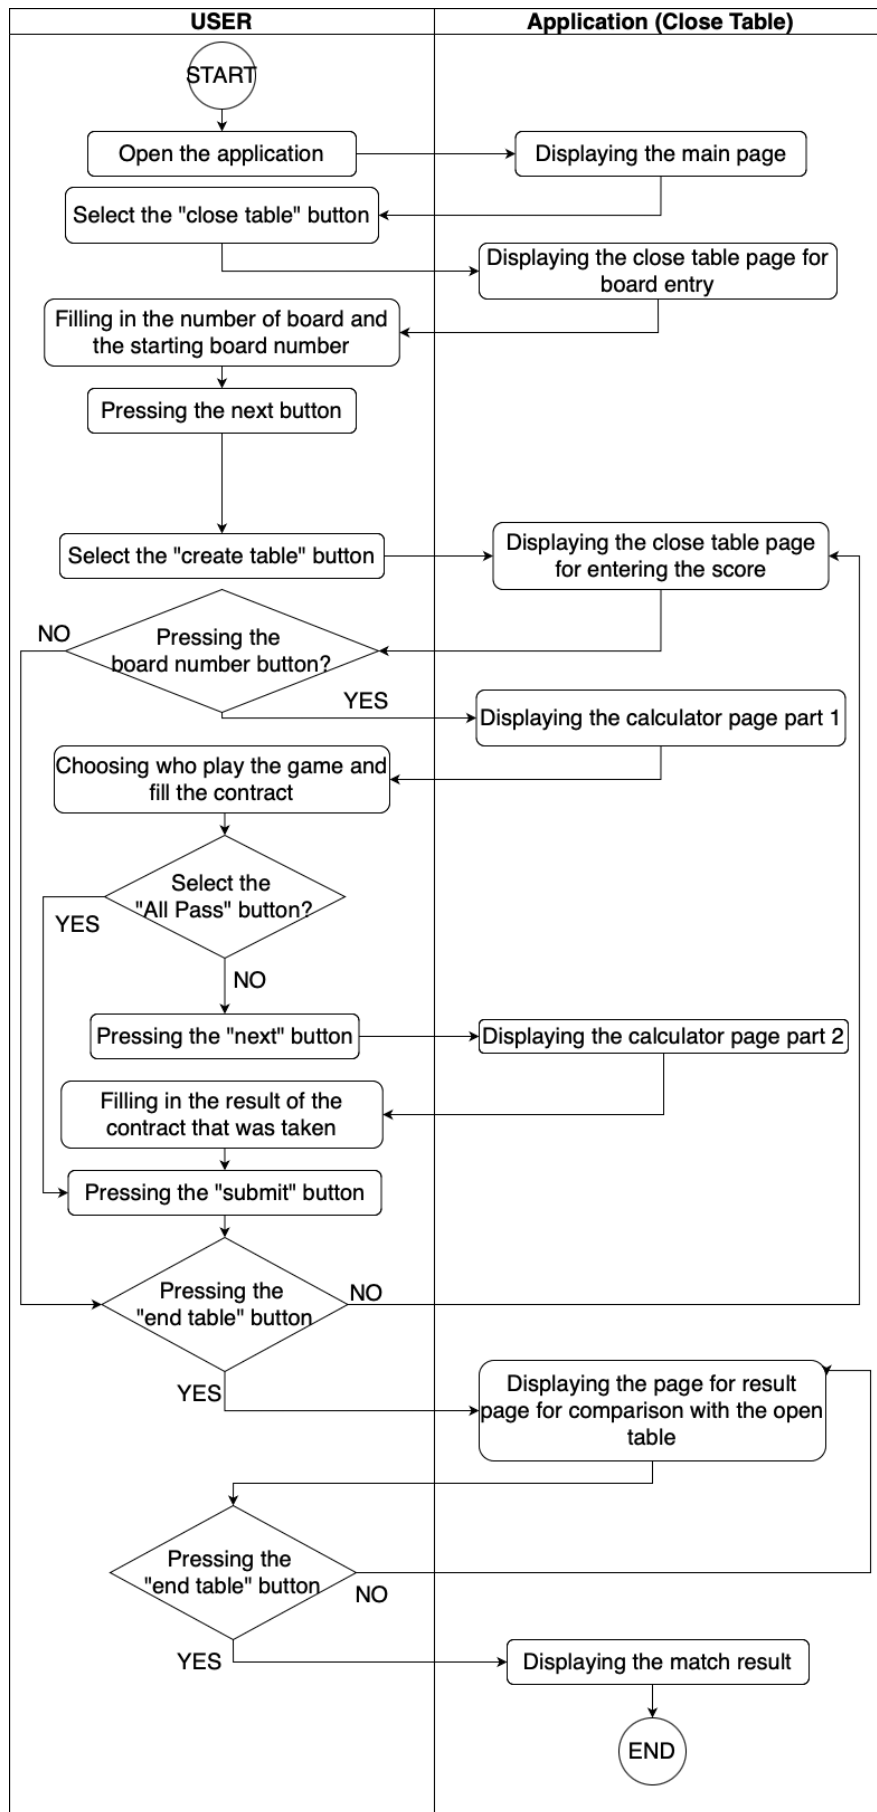 USER
Application (Close Table)
START
Open the application
Displaying the main page
Select the "close table" button
Displaying the close table page for
board entry
Filling in the number of board and
the starting board number
Pressing the next button
Select the "create table" button
Displaying the close table page
for entering the score
NO
Pressing the
board number button?
YES
Displaying the calculator page part 1
Choosing who play the game and
fill the contract
Select the
"All Pass" button?
YES
NO
Pressing the "next" button
Displaying the calculator page part 2
Filling in the result of the
contract that was taken
Pressing the "submit" button
Pressing the
"end table" button
NO
YES
Displaying the page for result
page for comparison with the open
table
Pressing the
"end table" button
NO
YES
Displaying the match result
END